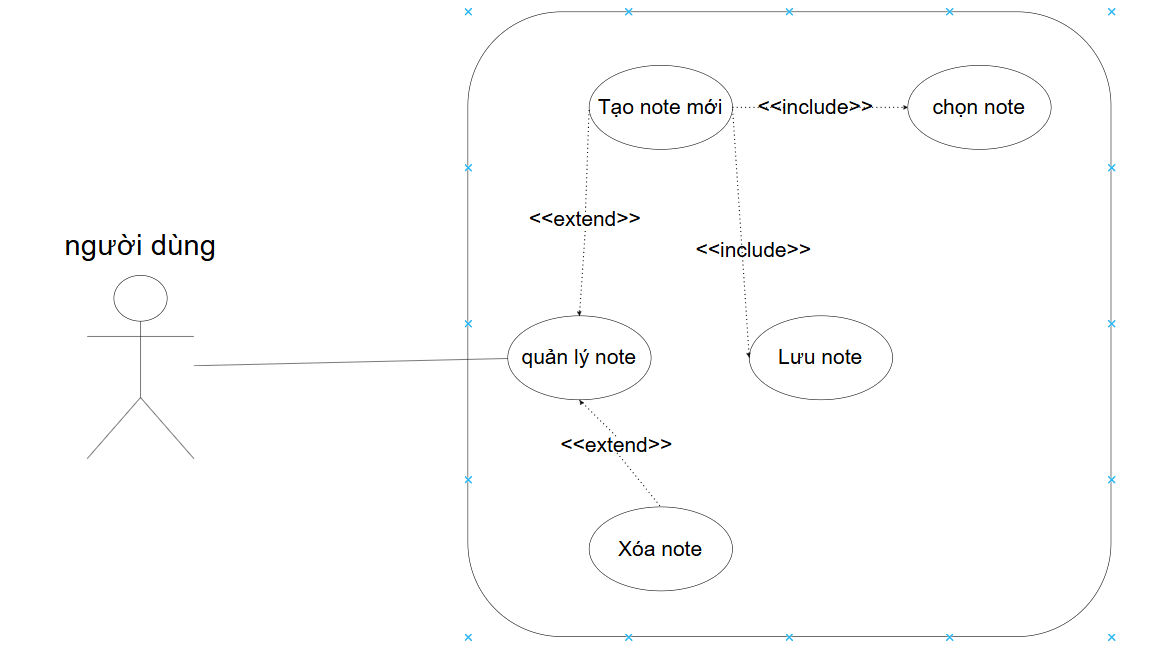 Tạo note mới
<<include>>
chọn note
<<extend>>
<<include>>
người dùng
quản lý note
Lưu note
<<extend>>
Xóa note